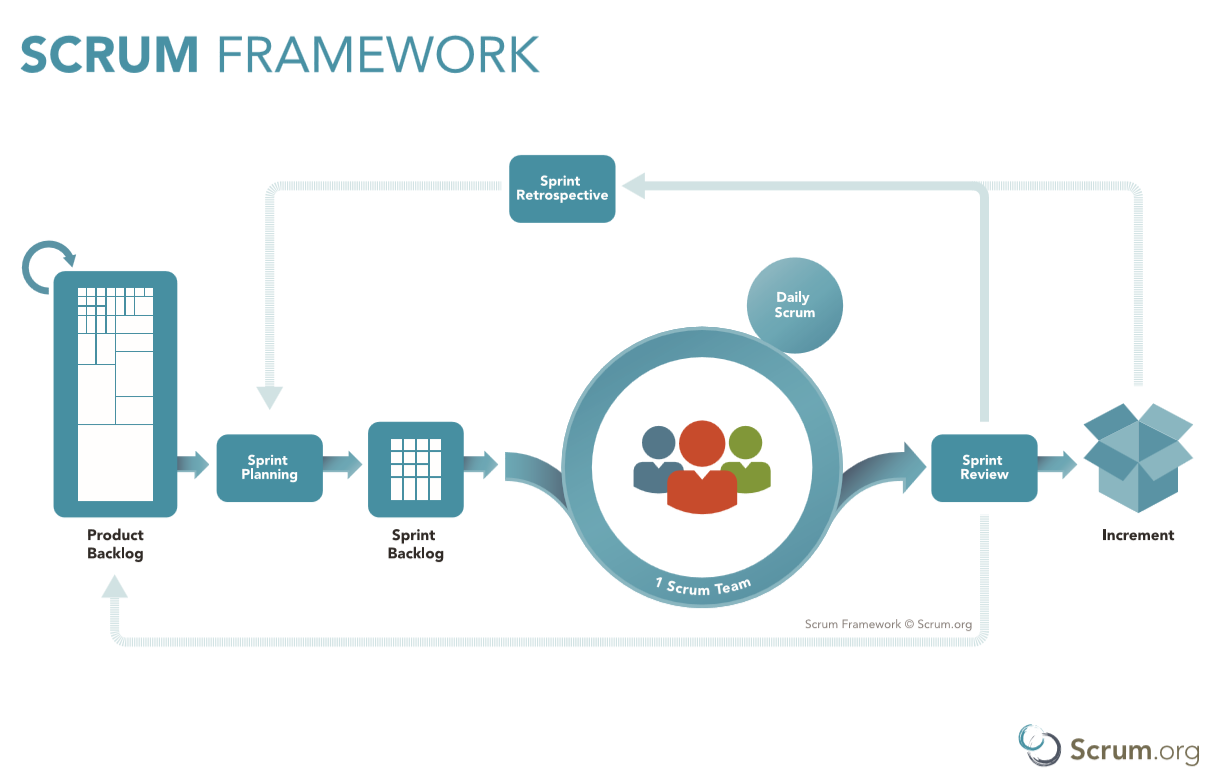 SCRUM FRAMEWORK
Sprint
Retrospective
Daily
Scrum
Sprint
Planning
Sprint
Review
Product
Backlog
Sprint
Backlog
Increment
1 Scrum Team
Scrum Framework © Scrum.org
Scrum.org